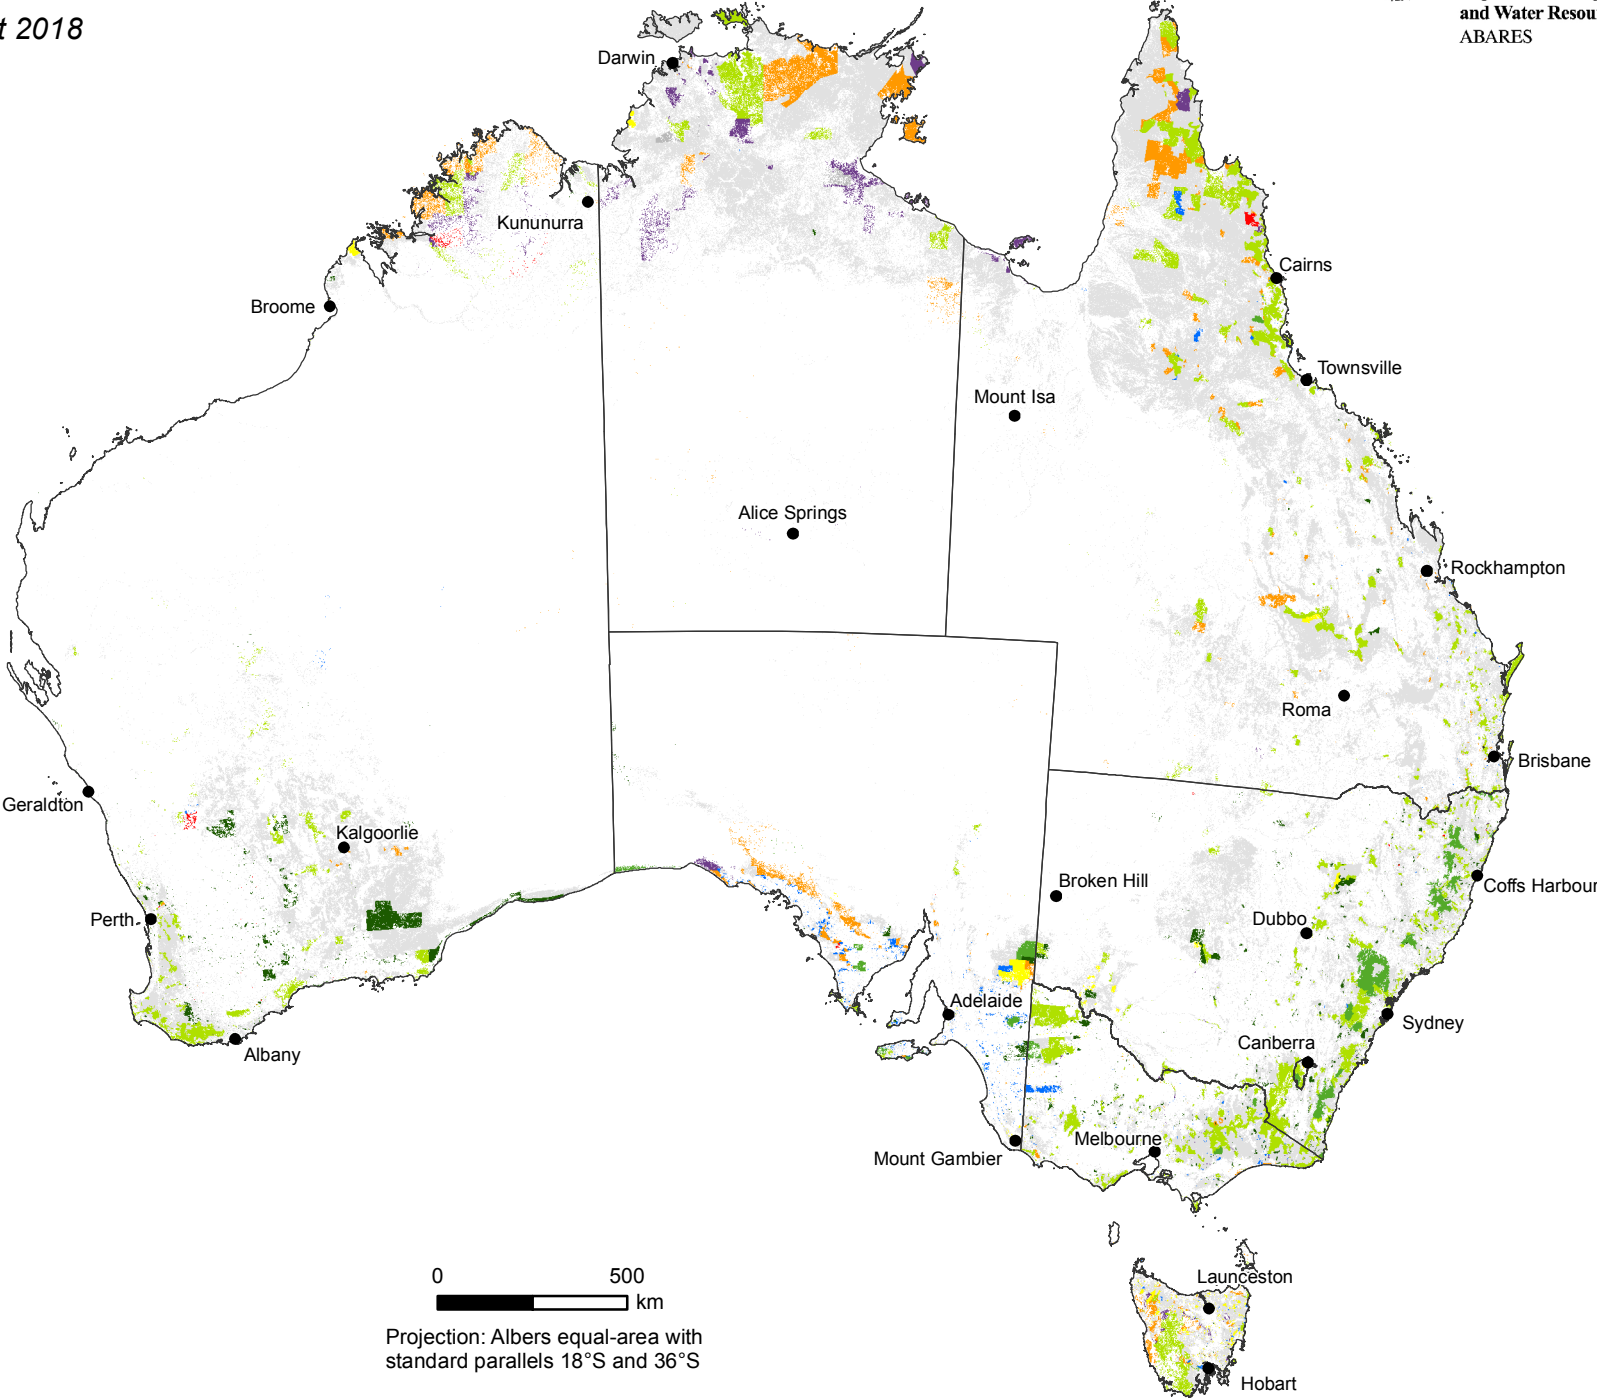 t 2018
and Water Resou
ABARES
Darwin
Kununurra
Cairns
Broome
Townsville
Mount Isa
Alice Springs
Rockhampton
Roma
Brisbane
Geraldton
Kalgoorlie
Broken Hill
Coffs Harbour
Perth
Dubbo
Adelaide
Sydney
Canberra
Albany
Melbourne
Mount Gambier
0 500
km
Launceston
Projection: Albers equal-area with
standard parallels 18°S and 36°S
Hobart